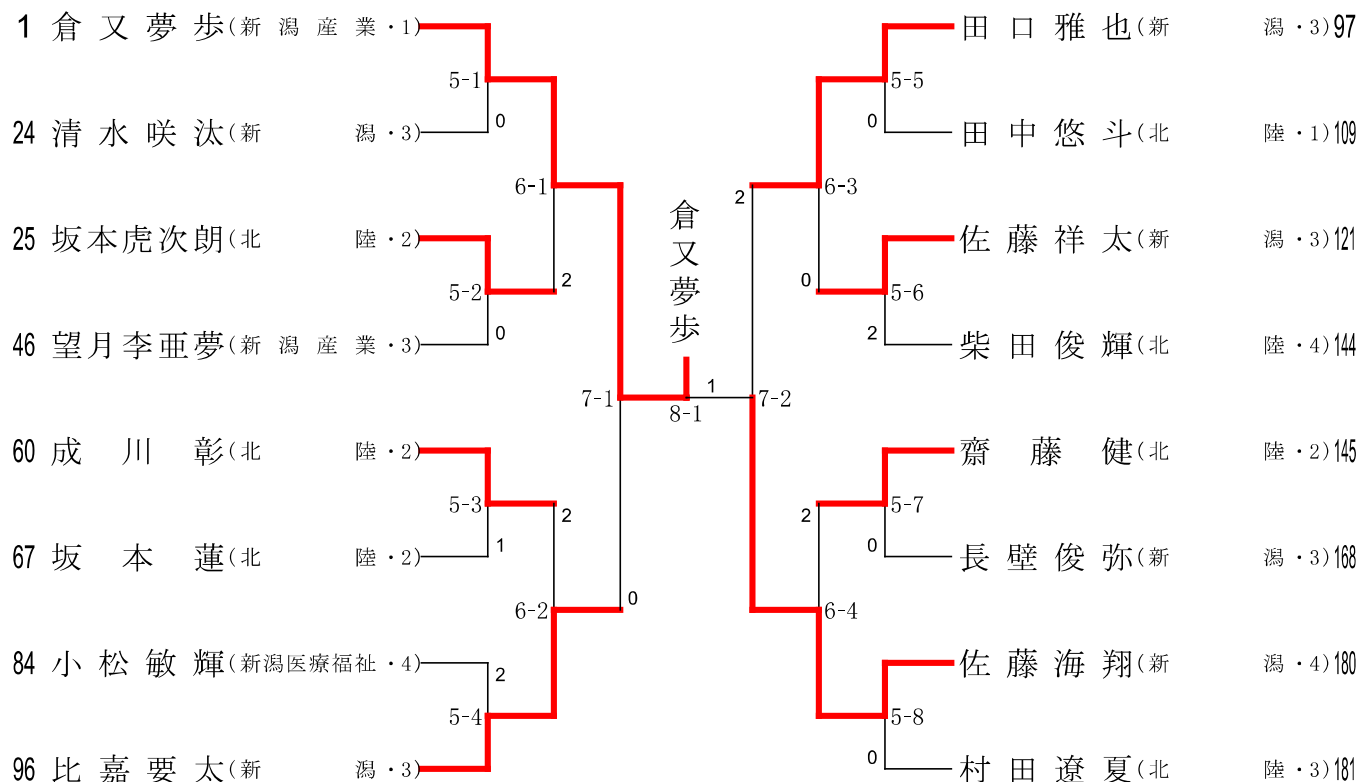 1 倉又夢歩(新潟産業・1)
5-1
0
24 清水咲汰(新潟・3)
6-1
25 坂本虎次朗(北陸・2)
5-2
2
0
46 望月李亜夢(新潟産業・3)
7-1
60 成川彰(北陸・2)
5-3
2
1
67 坂本蓮(北陸・2)
6-2
0
84 小松敏輝(新潟医療福祉・4)
2
5-4
96 比嘉要太(新潟・3)
倉又夢歩
8-1
1
田口雅也(新潟・3)97
5-5
0
田中悠斗(北陸・1)109
2
6-3
佐藤祥太(新潟・3)121
0
5-6
2
柴田俊輝(北陸・4)144
7-2
齋藤健(北陸・2)145
2
5-7
0
長壁俊弥(新潟・3)168
6-4
佐藤海翔(新潟・4)180
5-8
0
村田遼夏(北陸・3)181